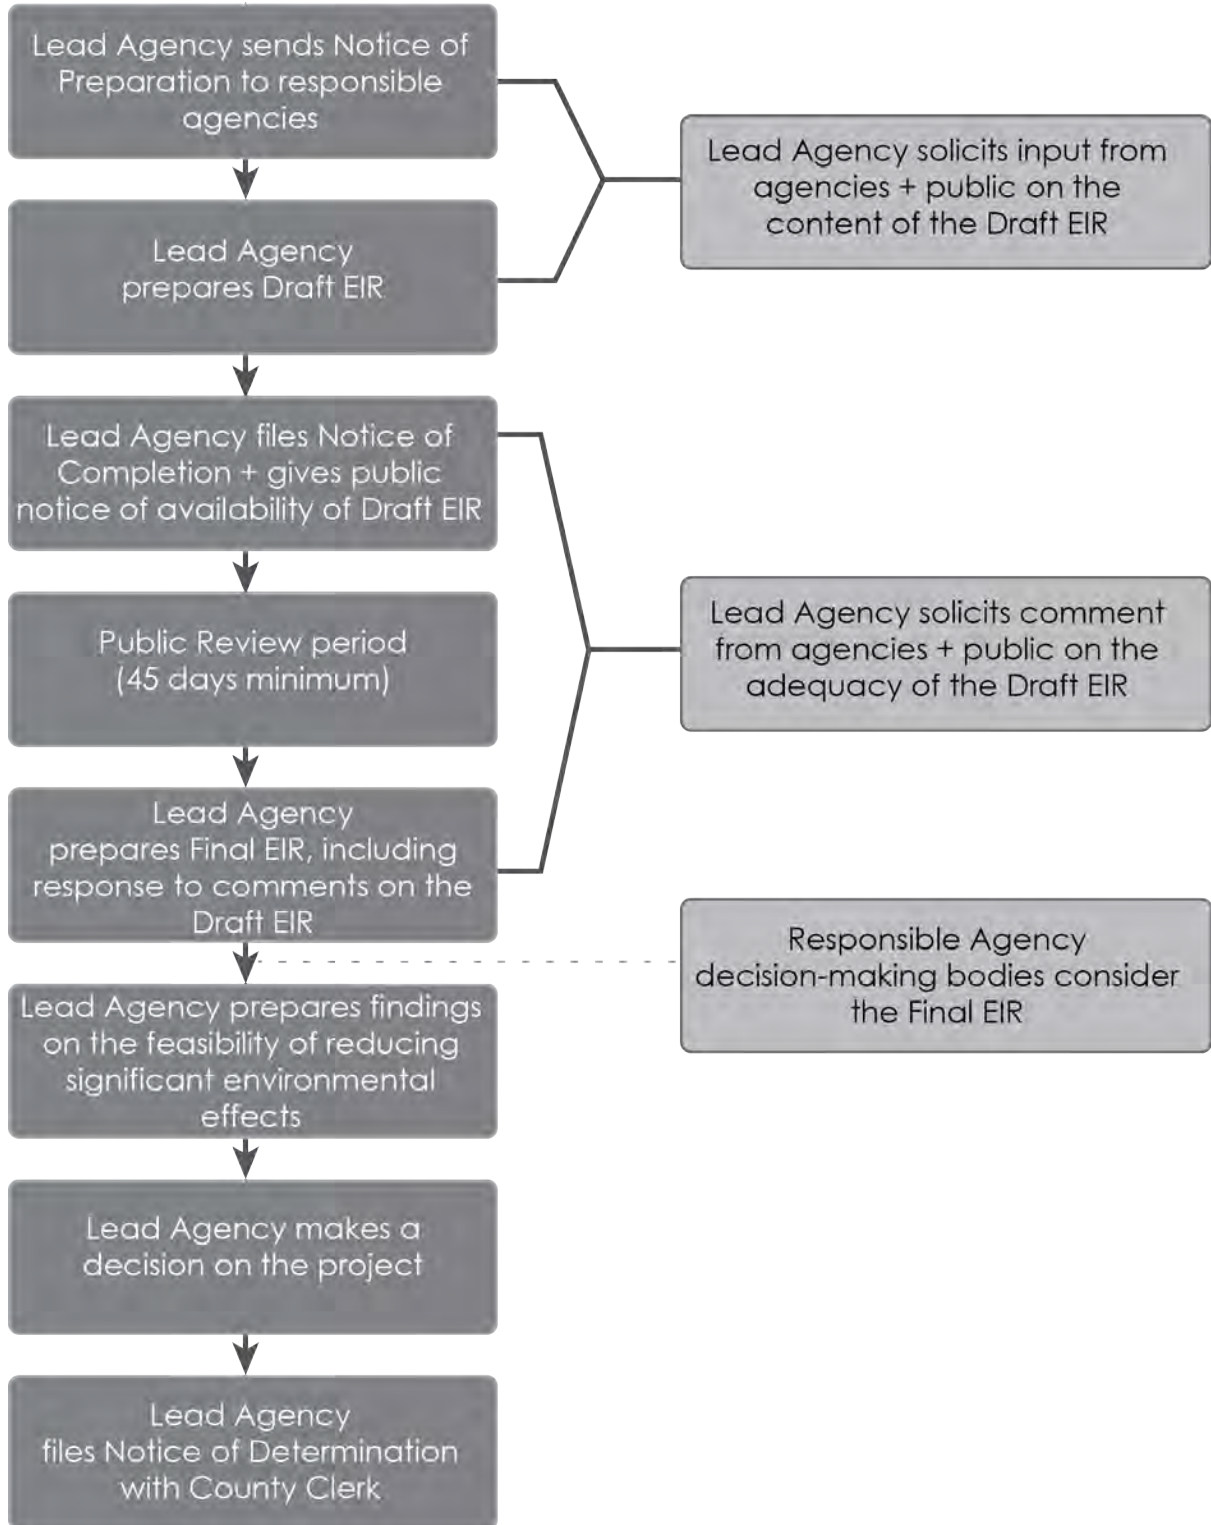 Lead Agency sends Notice of
Preparation to responsible
agencies
Lead Agency solicits input from
agencies + public on the
content of the Draft EIR
Lead Agency
prepares Draft EIR
Lead Agency files Notice of
Completion + gives public
notice of availability of Draft EIR
Public Review period
(45 days minimum)
Lead Agency solicits comment
from agencies + public on the
adequacy of the Draft EIR
Lead Agency
prepares Final EIR, including
response to comments on the
Draft EIR
Responsible Agency
decision-making bodies consider
the Final EIR
Lead Agency prepares findings
on the feasibility of reducing
significant environmental
effects
Lead Agency makes a
decision on the project
Lead Agency
files Notice of Determination
with County Clerk